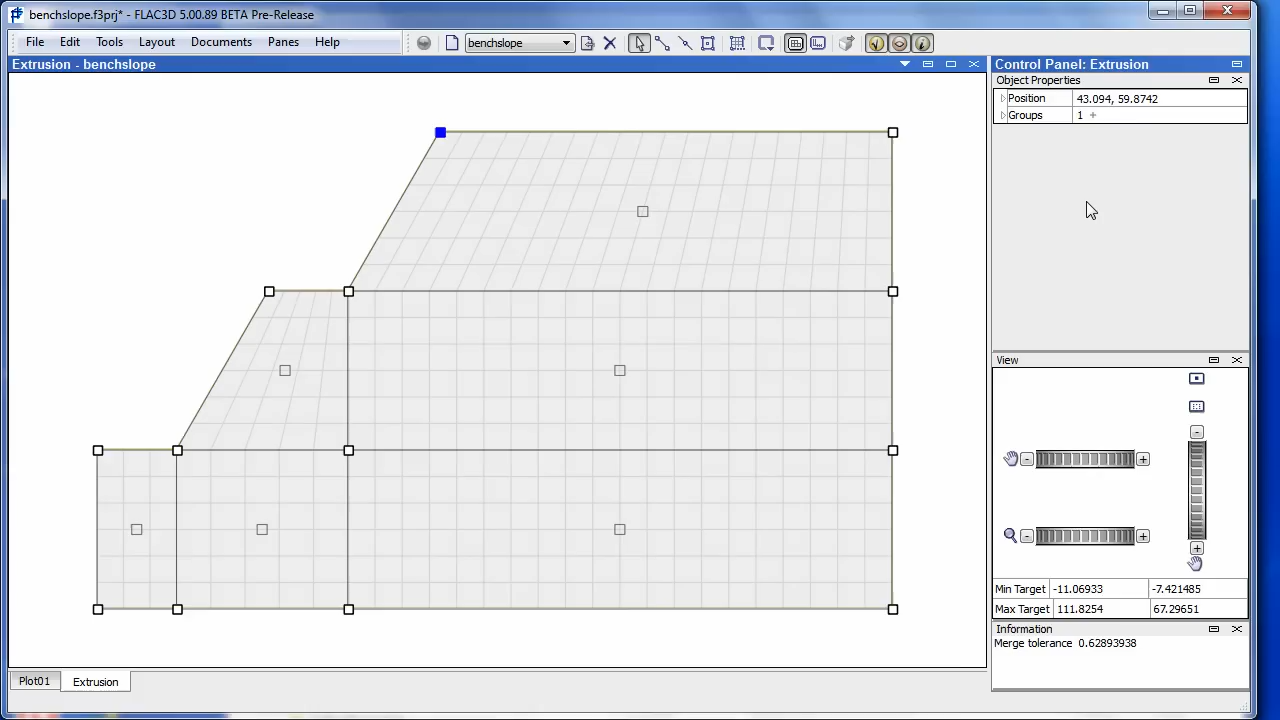 benchslope.f3prj* - FLAC3D 5.00.89 BETA Pre-Release
File Edit Tools Layout Documents Panes Help
benchslope
Extrusion - benchslope
Control Panel: Extrusion
Object Properties
Position 43.094, 59.8742
Groups 1 +
View
Min Target -11.06933 -7.421485
Max Target 111.8254 67.29651
Information
Merge tolerance 0.62893938
Plot01 Extrusion